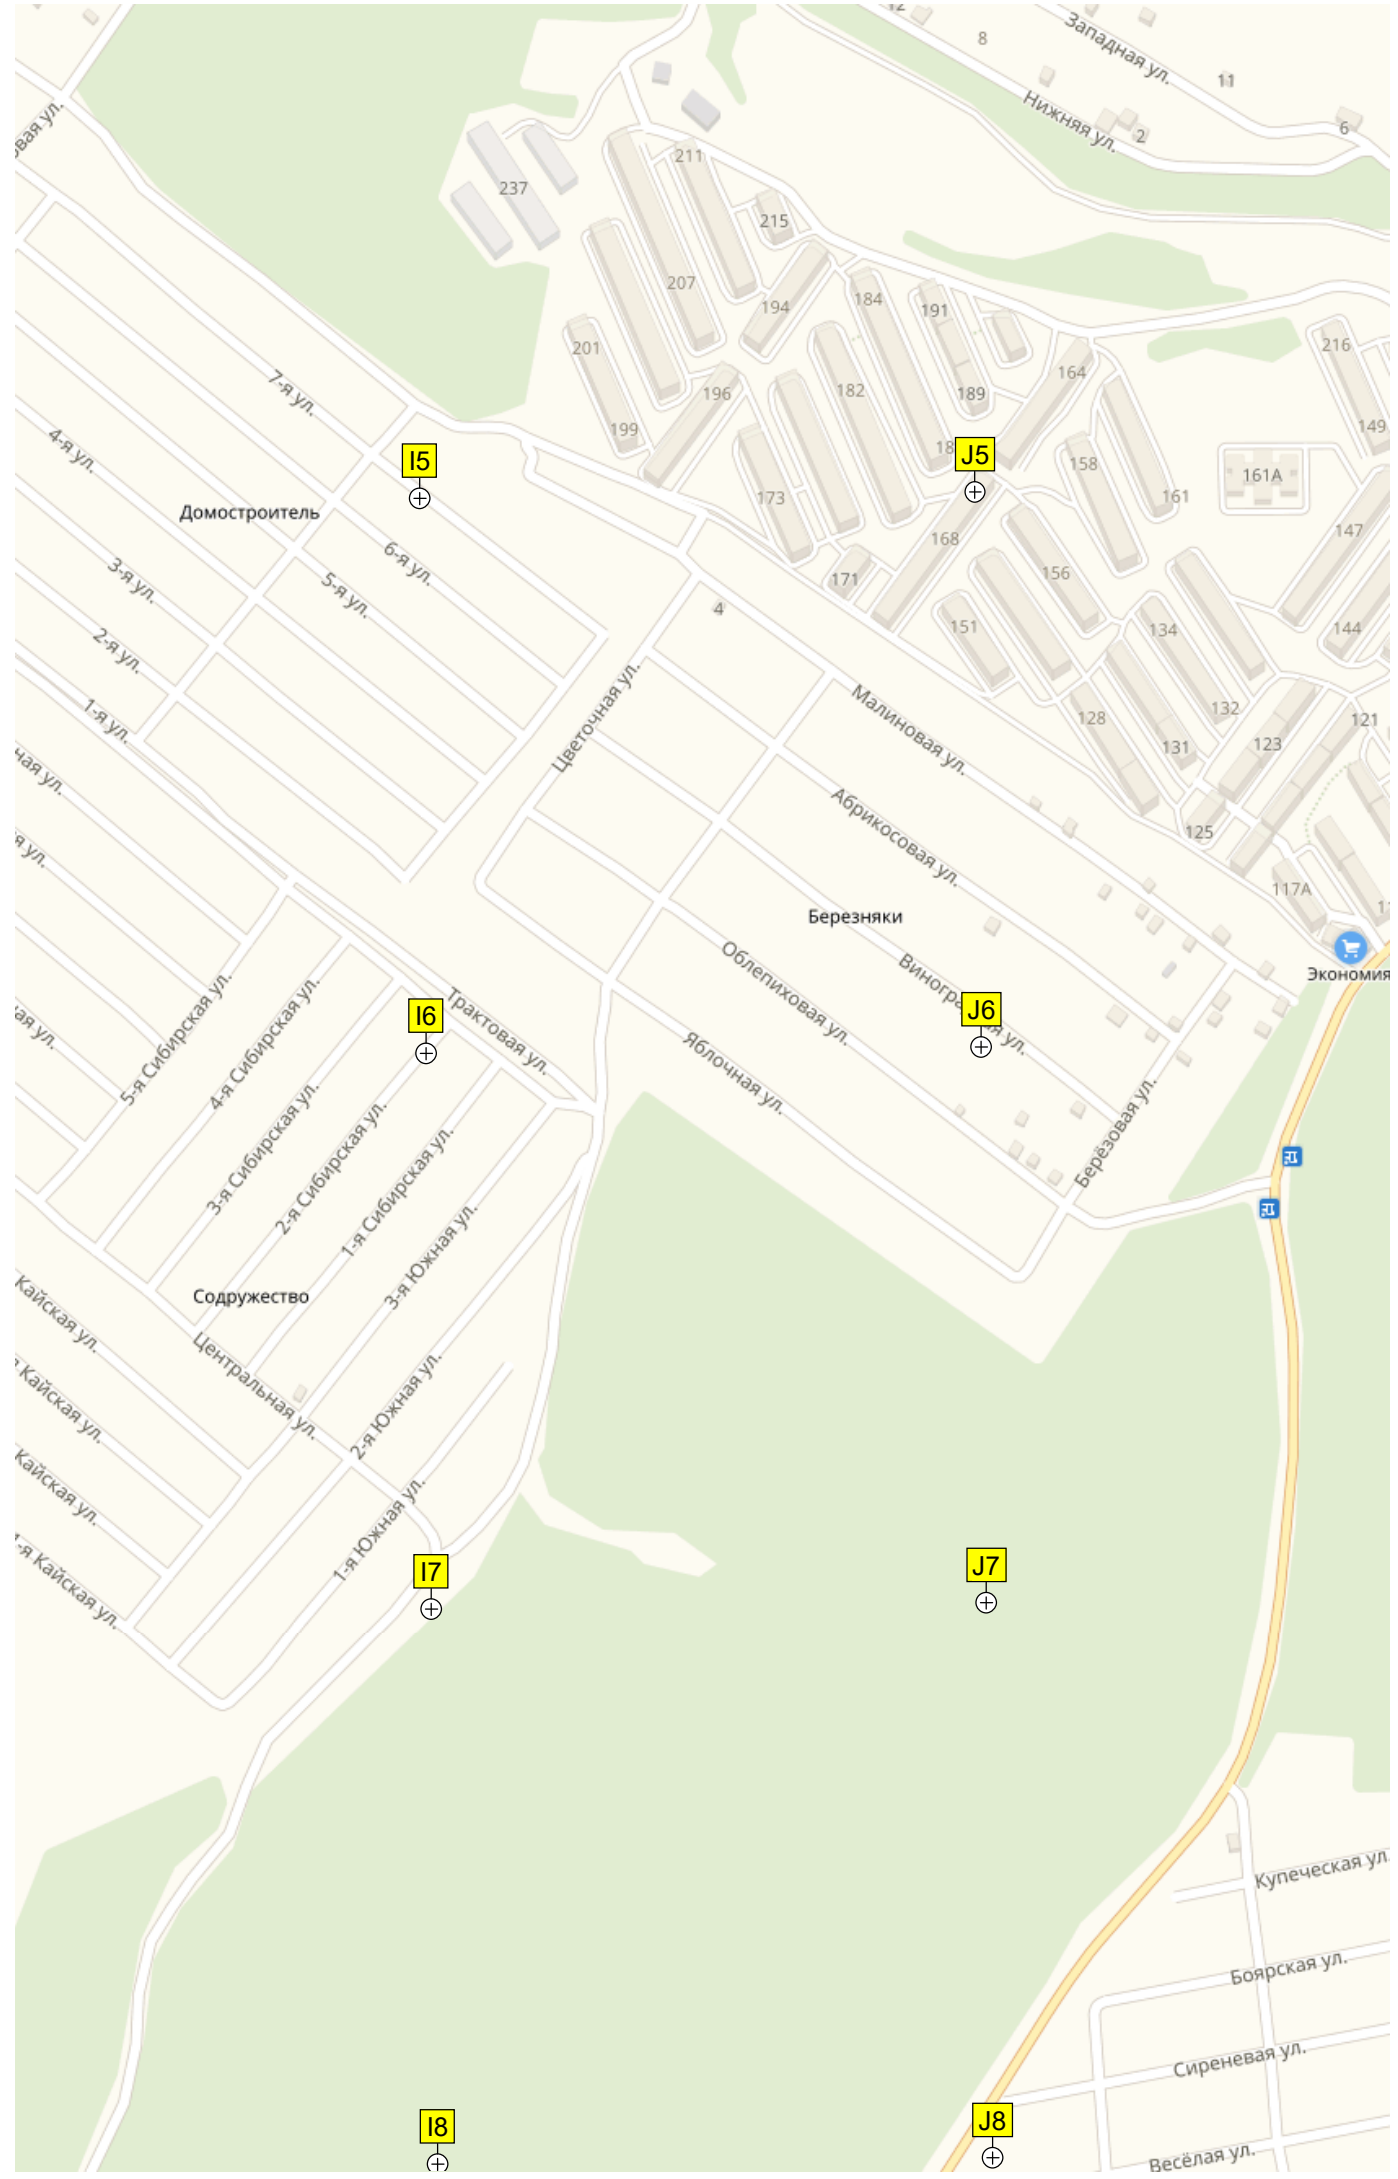 12
Западная ул.
8
11
Нижняя ул.
2
6
211
237
215
207
194
184
191
201
216
7-я ул.
196
182
189
164
199
149
4-я ул.
I5
J5
158
161А
173
161
Домостроитель
147
168
6-я ул.
3-я ул.
5-я ул.
171
156
4
151
134
144
2-я ул.
Цветочная ул.
Малиновая ул.
1-я ул.
128
132
121
131
123
Абрикосовая ул.
125
117А
Березняки
Экономия
Облепиховая ул.
5-я Сибирская ул.
4-я Сибирская ул.
I6
Трактовая ул.
J6
Яблочная ул.
3-я Сибирская ул.
2-я Сибирская ул.
1-я Сибирская ул.
Берёзовая ул.
3-я Южная ул.
Содружество
Кайская ул.
Центральная ул.
2-я Южная ул.
Кайская ул.
Кайская ул.
1-я Южная ул.
1-я Кайская ул.
I7
J7
Купеческая ул.
Боярская ул.
Сиреневая ул.
I8
J8
Весёлая ул.